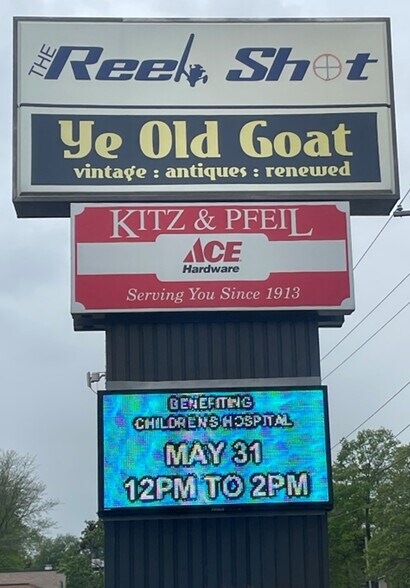 THE Reel Shot
Ye Old Goat
vintage : antiques : renewed
KITZ & PFEIL
ACE
Hardware
Serving You Since 1913
BENEFITING
CHILDREN'S HOSPITAL
MAY 31
12PM TO 2PM